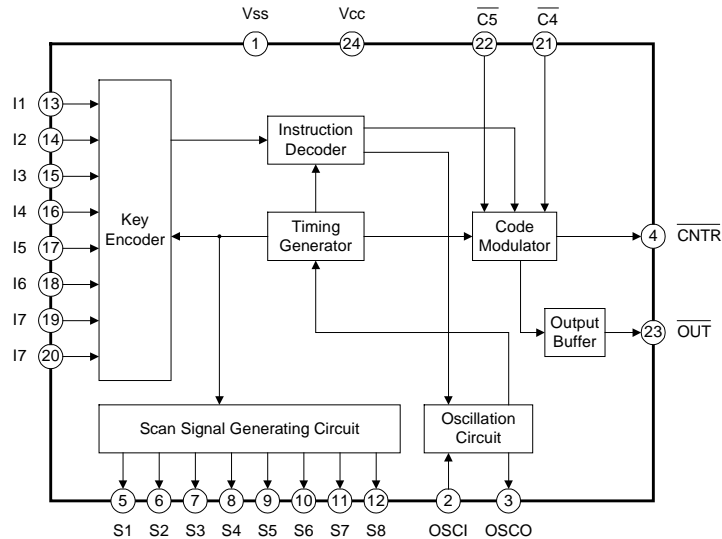 Vss Vcc C5 C4
1 24 22 21
I1 13
I2 14
I3 15
I4 16
I5 17
I6 18
I7 19
I7 20
Key
Encoder
Instruction
Decoder
Timing
Generator
Code
Modulator
4 CNTR
Output
Buffer
23 OUT
Scan Signal Generating Circuit
Oscillation
Circuit
5 6 7 8 9 10 11 12 2 3
S1 S2 S3 S4 S5 S6 S7 S8 OSCI OSCO